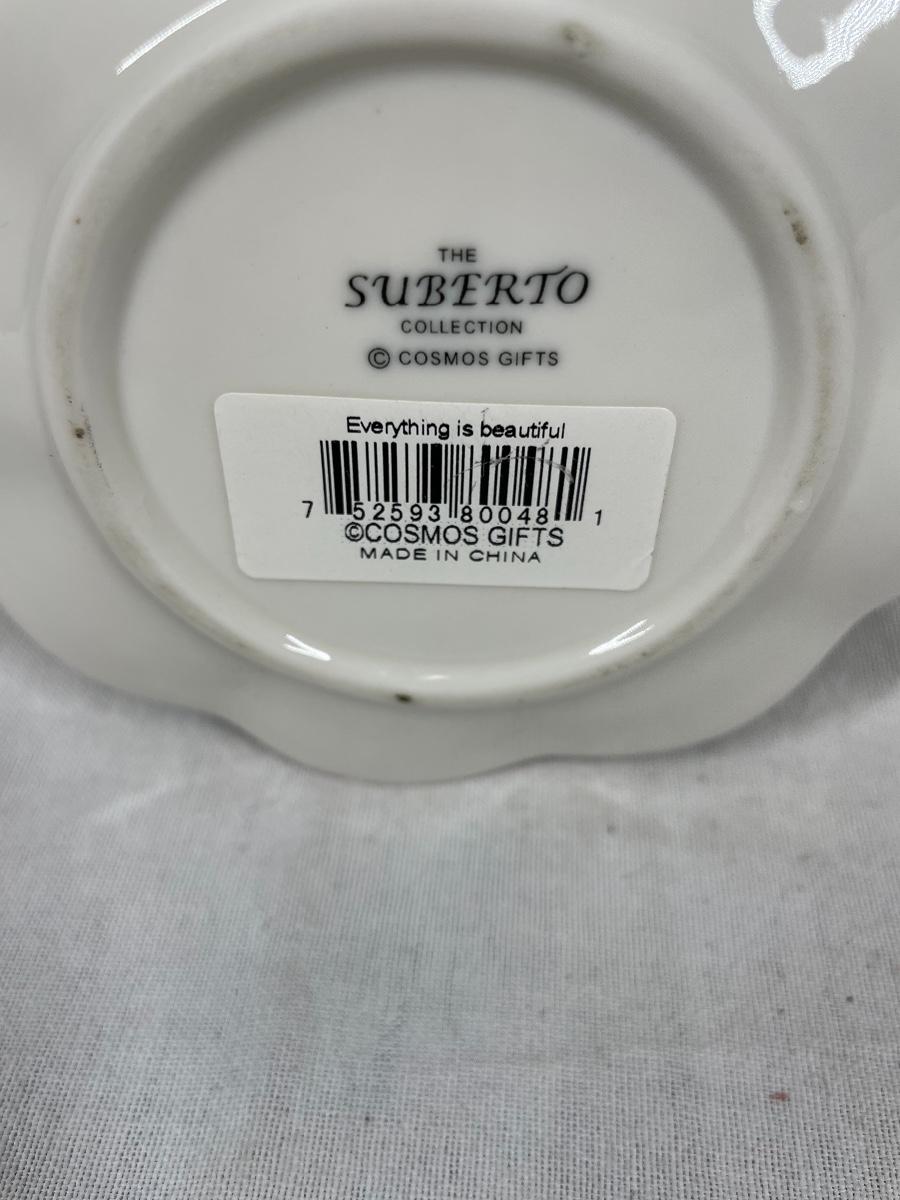 THE
SUBERTO
COLLECTION
© COSMOS GIFTS
Everything is beautiful
7 52593 80048 1
©COSMOS GIFTS
MADE IN CHINA